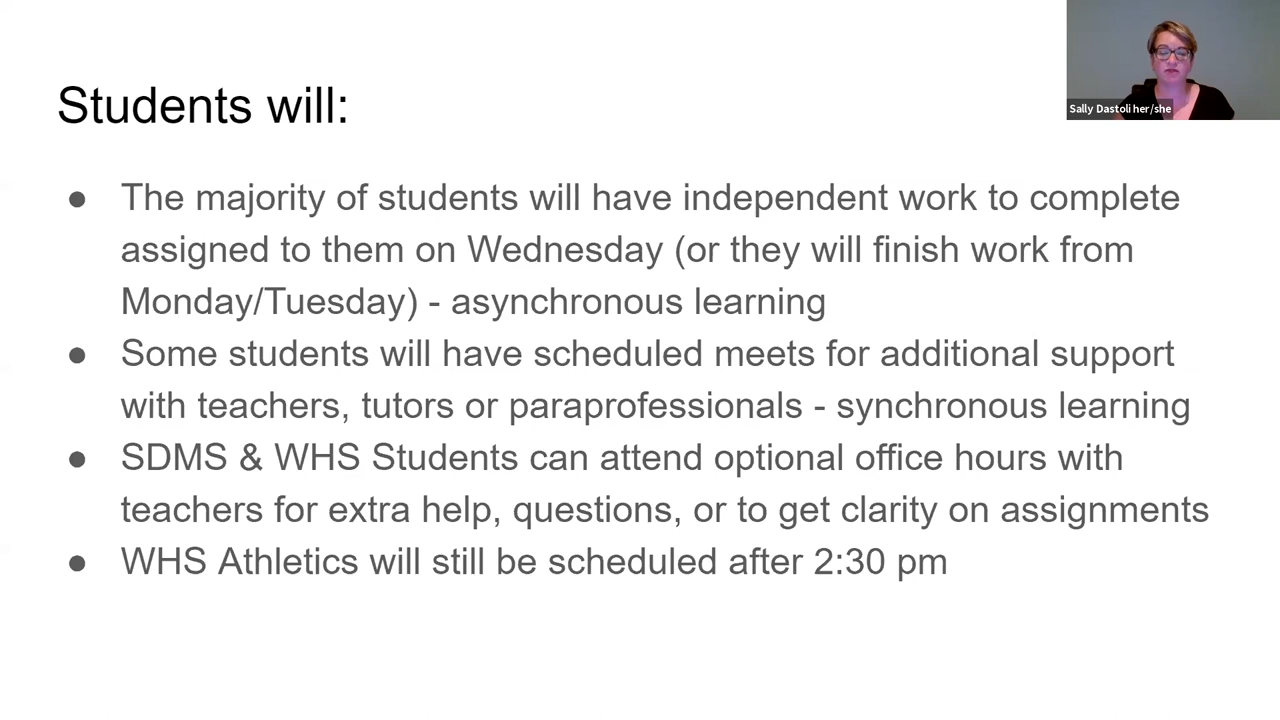 Sally Dastoli her/she
Students will:
● The majority of students will have independent work to complete
assigned to them on Wednesday (or they will finish work from
Monday/Tuesday) - asynchronous learning
● Some students will have scheduled meets for additional support
with teachers, tutors or paraprofessionals - synchronous learning
● SDMS & WHS Students can attend optional office hours with
teachers for extra help, questions, or to get clarity on assignments
● WHS Athletics will still be scheduled after 2:30 pm